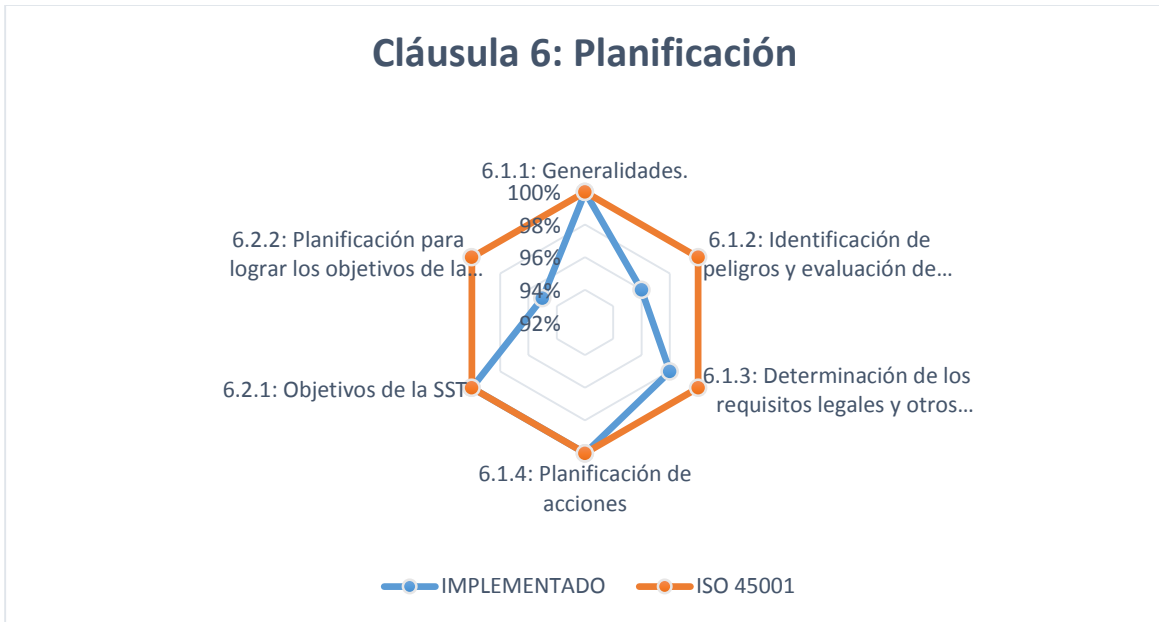 Cláusula 6: Planificación
6.1.1: Generalidades.
100%
98%
96%
94%
92%
6.1.2: Identificación de
peligros y evaluación de...
6.1.3: Determinación de los
requisitos legales y otros...
6.1.4: Planificación de
acciones
6.2.1: Objetivos de la SST
6.2.2: Planificación para
lograr los objetivos de la...
IMPLEMENTADO
ISO 45001